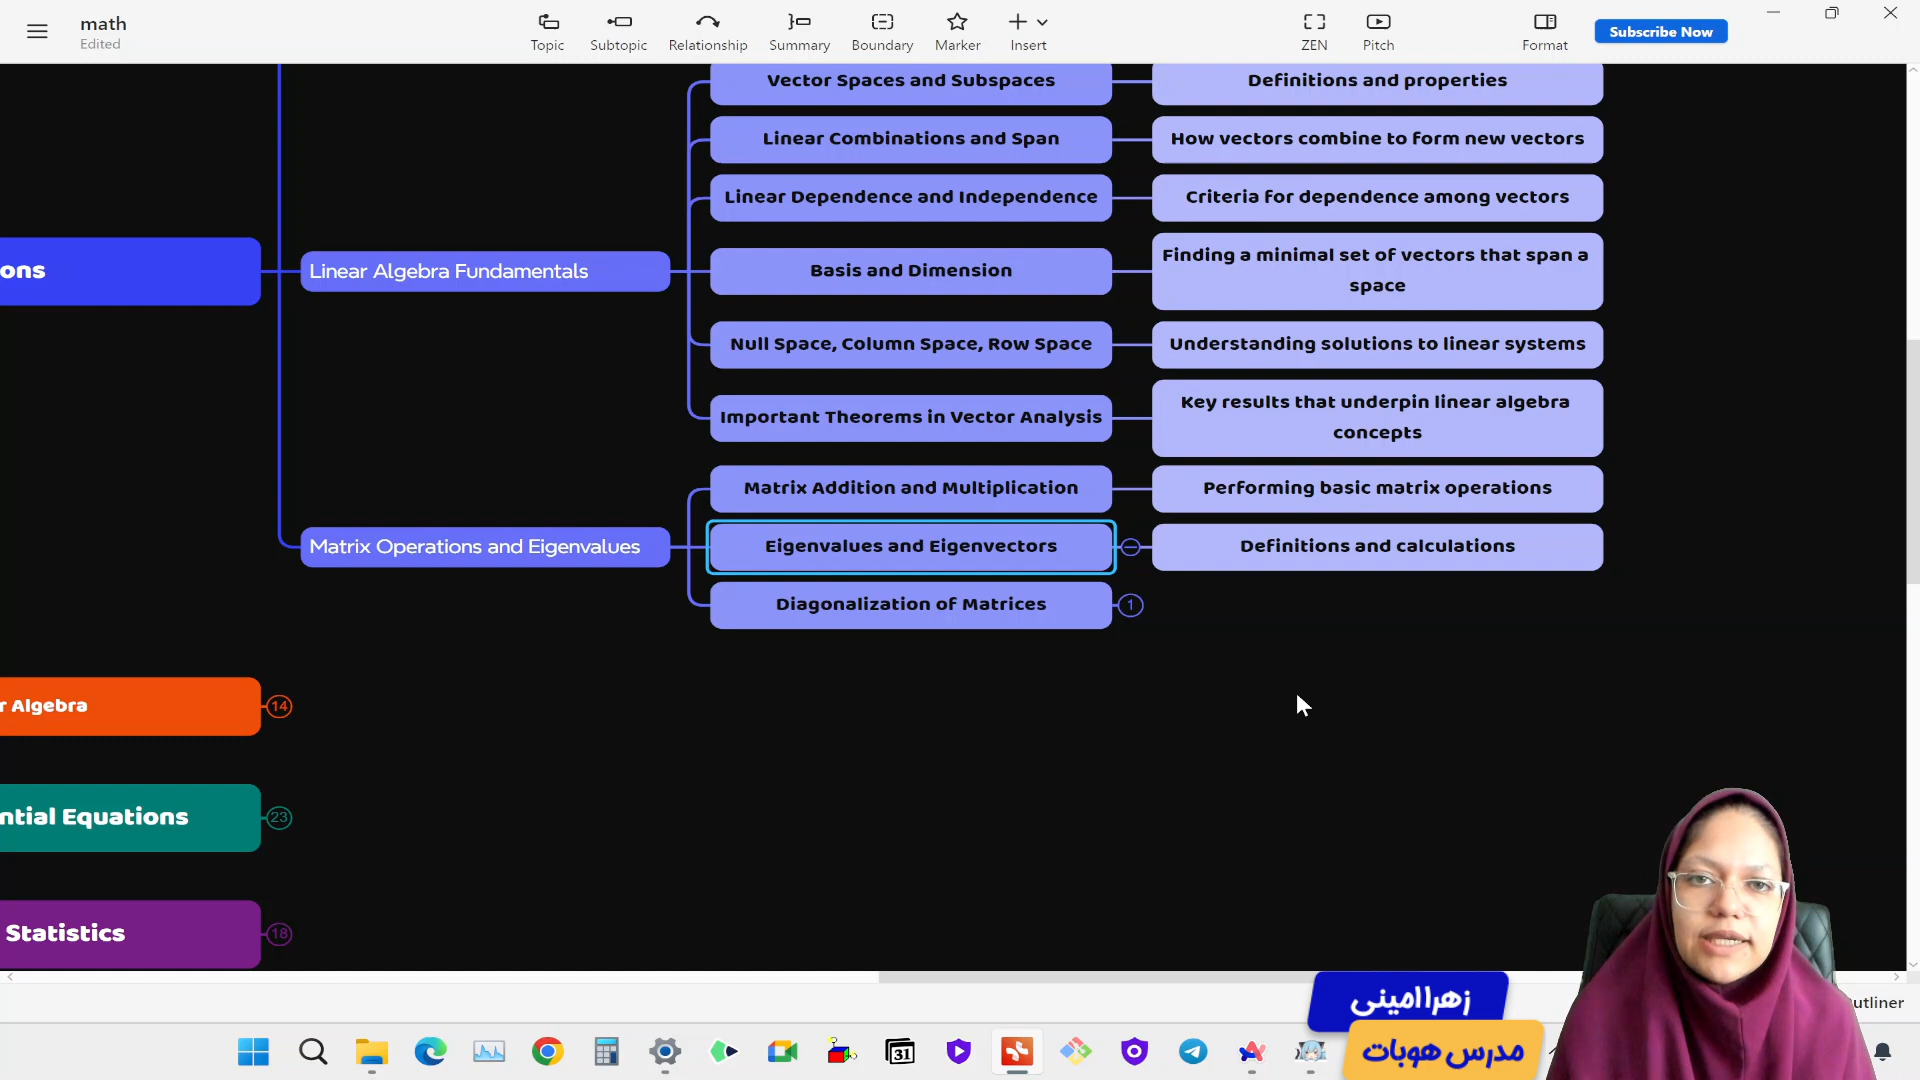 math
Edited
Topic
Subtopic
Relationship
Summary
Boundary
Marker
Insert
ZEN
Pitch
Format
Subscribe Now
Vector Spaces and Subspaces
Definitions and properties
Linear Combinations and Span
How vectors combine to form new vectors
Linear Dependence and Independence
Criteria for dependence among vectors
ons
Linear Algebra Fundamentals
Basis and Dimension
Finding a minimal set of vectors that span a
space
Null Space, Column Space, Row Space
Understanding solutions to linear systems
Important Theorems in Vector Analysis
Key results that underpin linear algebra
concepts
Matrix Addition and Multiplication
Performing basic matrix operations
Matrix Operations and Eigenvalues
Eigenvalues and Eigenvectors
Definitions and calculations
Diagonalization of Matrices
1
r Algebra
14
ntial Equations
23
Statistics
18
utliner
زهرا امینی
مدرس هوبات
31